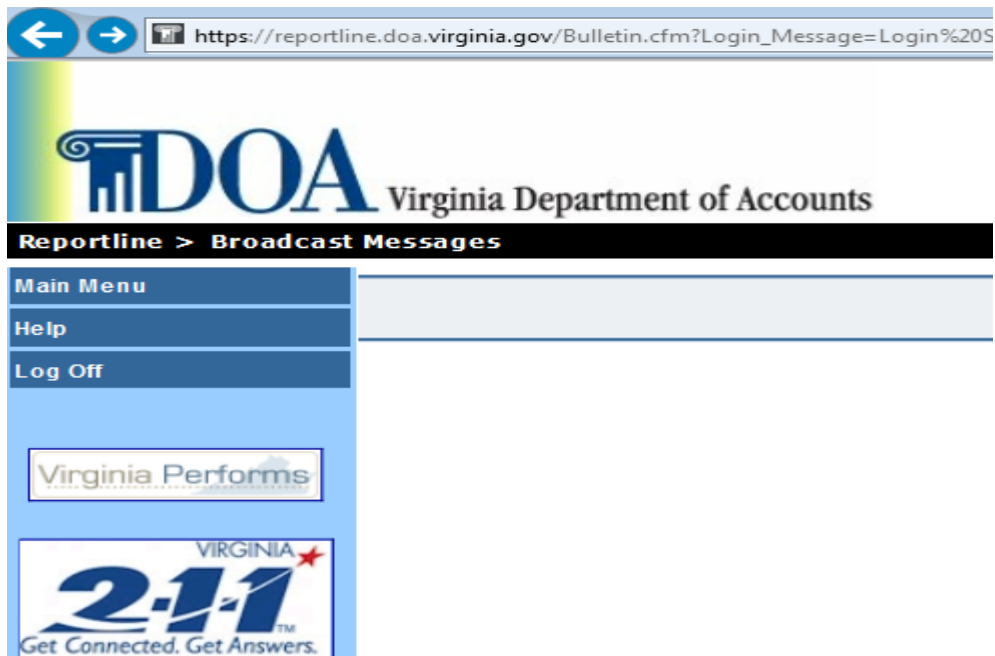 https://reportline.doa.virginia.gov/Bulletin.cfm?Login_Message=Login%20S
DOA Virginia Department of Accounts
Reportline > Broadcast Messages
Main Menu
Help
Log Off
Virginia Performs
VIRGINIA
2-1-1 TM
Get Connected. Get Answers.